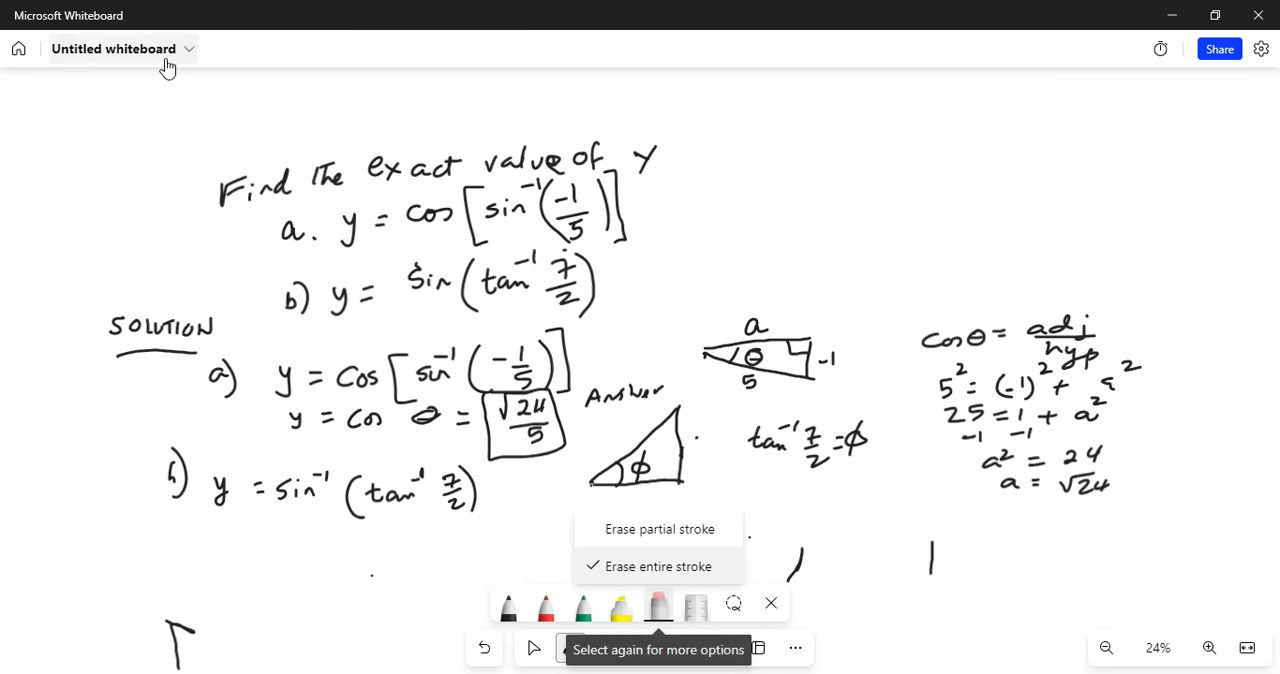 Microsoft Whiteboard
Untitled whiteboard
Share
Find The exact value of y
a. y = cos [sin⁻¹(-1/5)]
b) y = Sin (tan⁻¹ 7/2)
SOLUTION
a) y = Cos [sin⁻¹ (-1/5)]
y = cos θ = √24/5 Answer
a
θ
-1
5
cosθ = adj/hyp
5² = (-1)² + a²
25 = 1 + a²
-1 -1
a² = 24
a = √24
b) y = sin⁻¹ (tan⁻¹ 7/2)
ϕ
tan⁻¹ 7/2 = ϕ
Erase partial stroke
Erase entire stroke
Select again for more options
24%